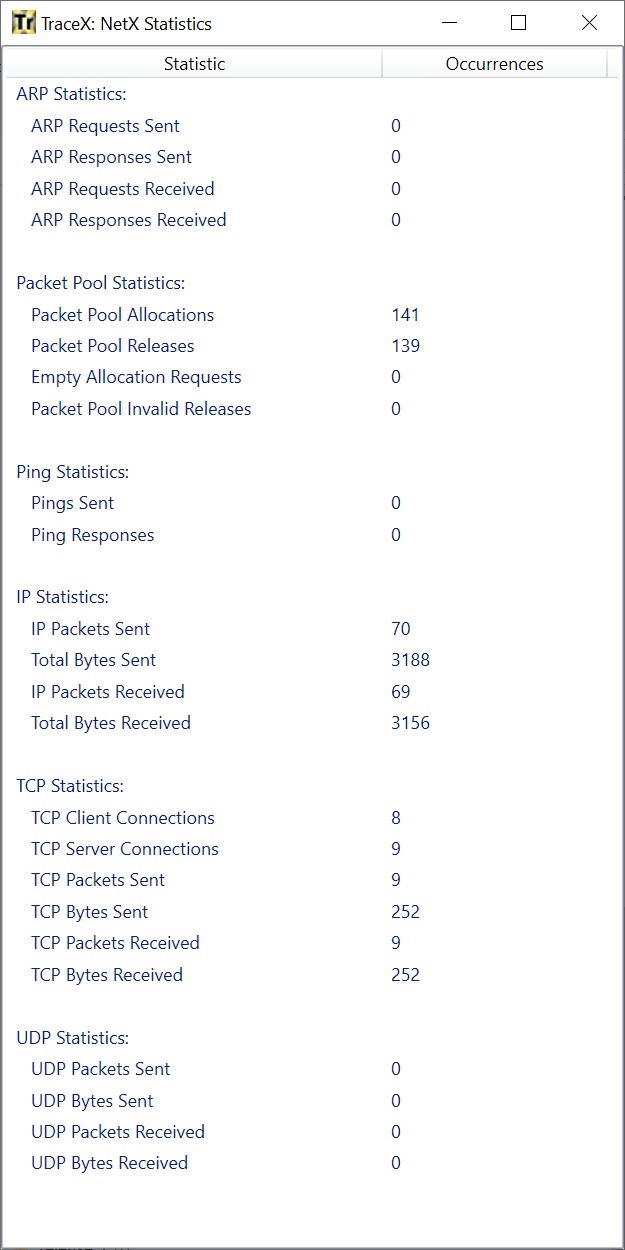 Tr TraceX: NetX Statistics
Statistic Occurrences
ARP Statistics:
ARP Requests Sent 0
ARP Responses Sent 0
ARP Requests Received 0
ARP Responses Received 0
Packet Pool Statistics:
Packet Pool Allocations 141
Packet Pool Releases 139
Empty Allocation Requests 0
Packet Pool Invalid Releases 0
Ping Statistics:
Pings Sent 0
Ping Responses 0
IP Statistics:
IP Packets Sent 70
Total Bytes Sent 3188
IP Packets Received 69
Total Bytes Received 3156
TCP Statistics:
TCP Client Connections 8
TCP Server Connections 9
TCP Packets Sent 9
TCP Bytes Sent 252
TCP Packets Received 9
TCP Bytes Received 252
UDP Statistics:
UDP Packets Sent 0
UDP Bytes Sent 0
UDP Packets Received 0
UDP Bytes Received 0